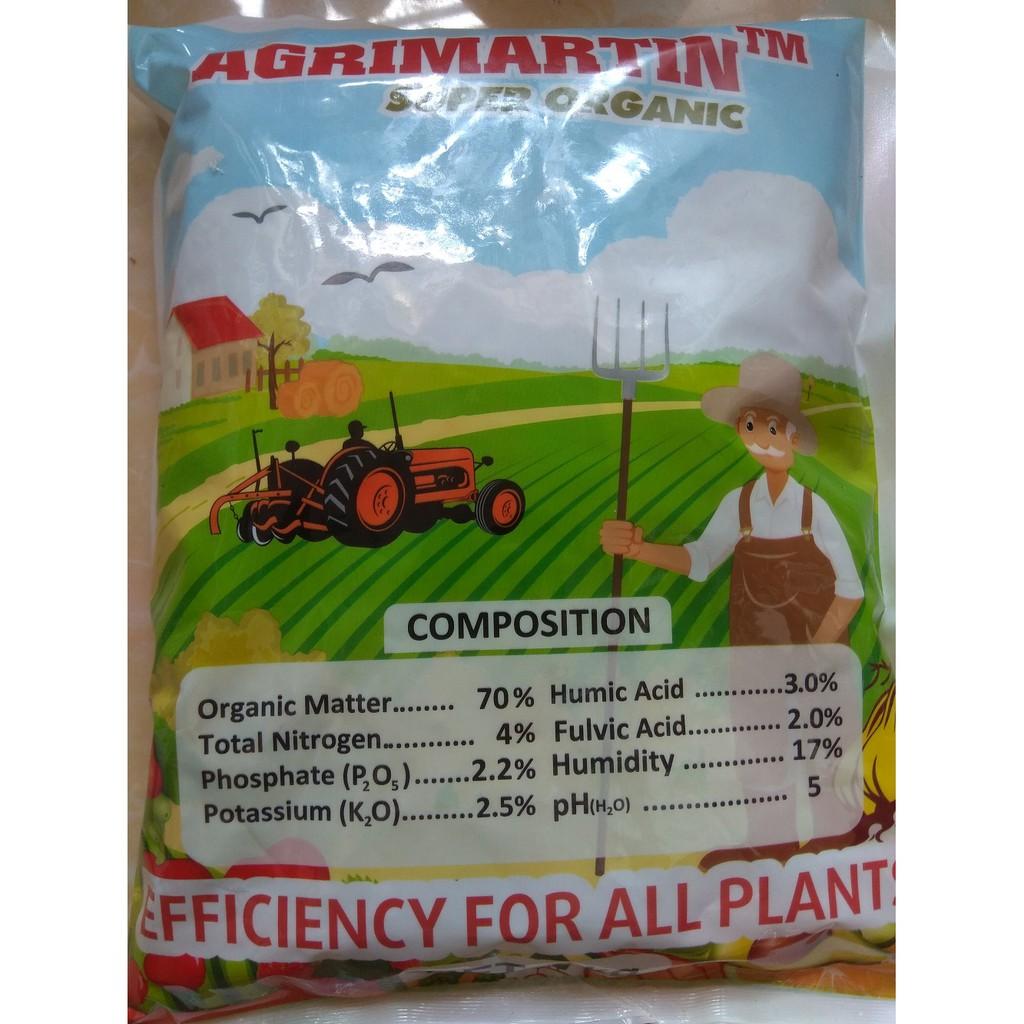 AGRIMARTIN™
SUPER ORGANIC
COMPOSITION
Organic Matter........ 70%
Total Nitrogen............ 4%
Phosphate (P₂O₅).......2.2%
Potassium (K₂O).........2.5%
Humic Acid ............3.0%
Fulvic Acid............ 2.0%
Humidity ............. 17%
pH(H₂O) ................... 5
EFFICIENCY FOR ALL PLANTS